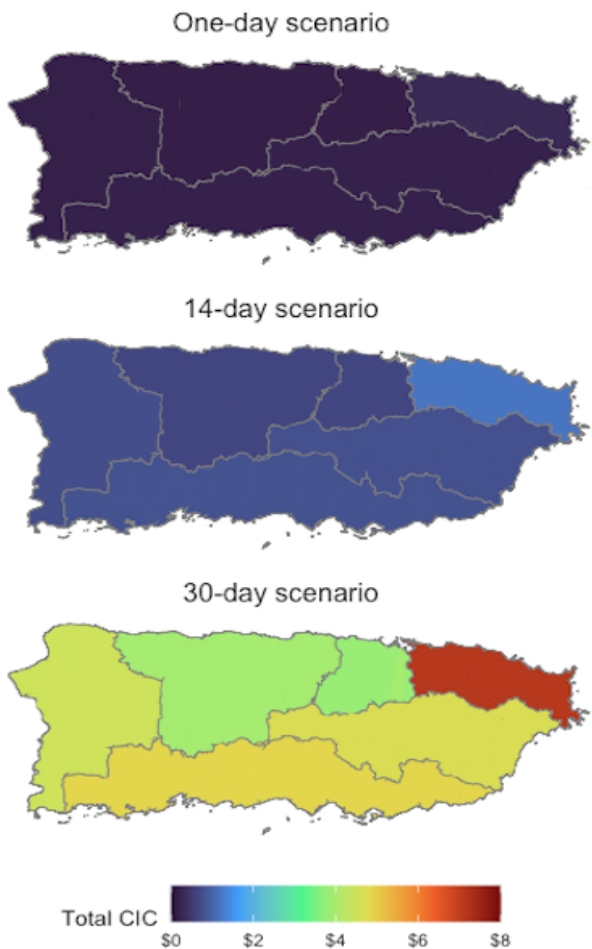 One-day scenario
14-day scenario
30-day scenario
Total CIC
$0 $2 $4 $6 $8